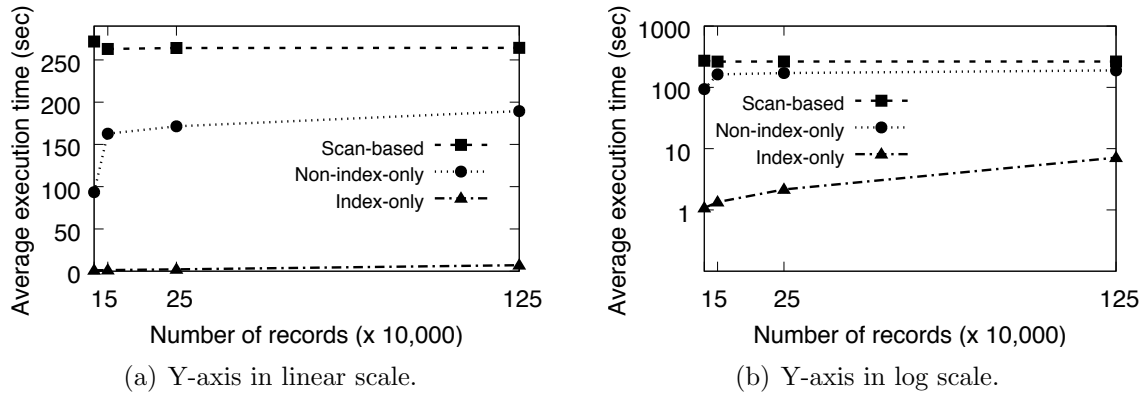 Average execution time (sec)
250
200
150
100
50
0
Scan-based
Non-index-only
Index-only
15
25
125
Number of records (x 10,000)
(a) Y-axis in linear scale.
Average execution time (sec)
1000
100
10
1
Scan-based
Non-index-only
Index-only
15
25
125
Number of records (x 10,000)
(b) Y-axis in log scale.